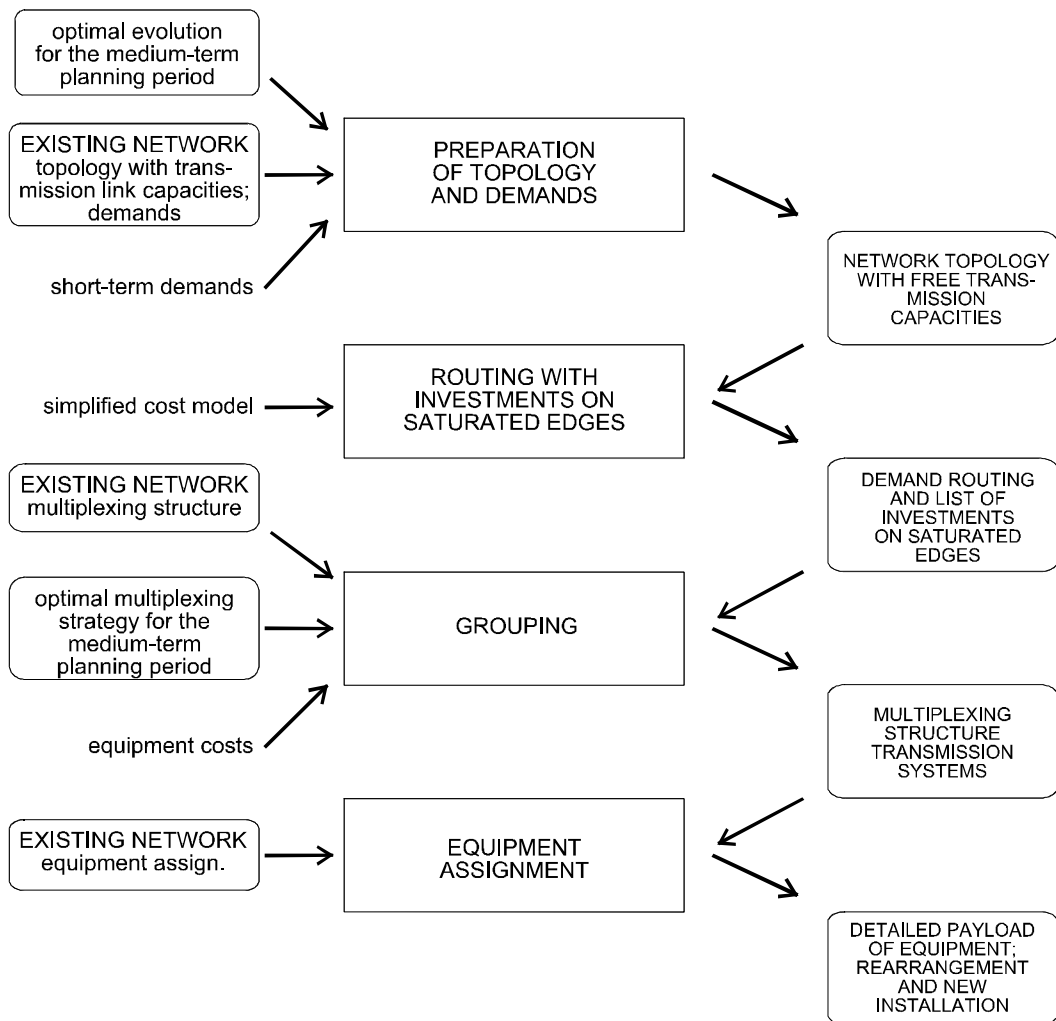 optimal evolution
for the medium-term
planning period
EXISTING NETWORK
topology with trans-
mission link capacities;
demands
short-term demands
PREPARATION
OF TOPOLOGY
AND DEMANDS
NETWORK TOPOLOGY
WITH FREE TRANS-
MISSION
CAPACITIES
simplified cost model
ROUTING WITH
INVESTMENTS ON
SATURATED EDGES
DEMAND ROUTING
AND LIST OF
INVESTMENTS
ON SATURATED
EDGES
EXISTING NETWORK
multiplexing structure
optimal multiplexing
strategy for the
medium-term
planning period
equipment costs
GROUPING
MULTIPLEXING
STRUCTURE
TRANSMISSION
SYSTEMS
EXISTING NETWORK
equipment assign.
EQUIPMENT
ASSIGNMENT
DETAILED PAYLOAD
OF EQUIPMENT;
REARRANGEMENT
AND NEW
INSTALLATION